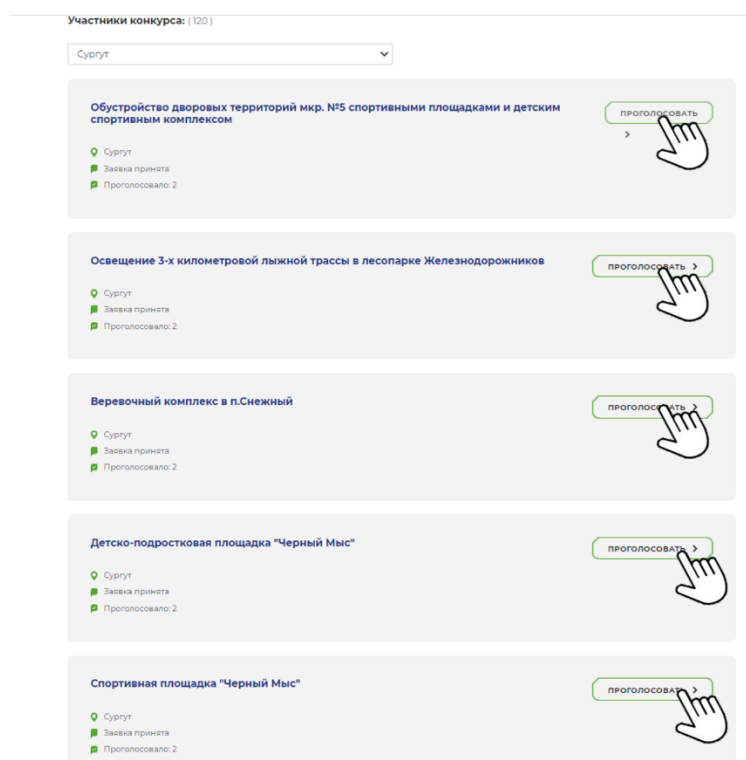 Участники конкурса: (120)
Сургут
Обустройство дворовых территорий мкр. №5 спортивными площадками и детским
спортивным комплексом
ПРОГОЛОСОВАТЬ
>
Сургут
Заявка принята
Проголосовало: 2
Освещение 3-х километровой лыжной трассы в лесопарке Железнодорожников
ПРОГОЛОСОВАТЬ >
Сургут
Заявка принята
Проголосовало: 2
Веревочный комплекс в п.Снежный
ПРОГОЛОСОВАТЬ >
Сургут
Заявка принята
Проголосовало: 2
Детско-подростковая площадка "Черный Мыс"
ПРОГОЛОСОВАТЬ >
Сургут
Заявка принята
Проголосовало: 2
Спортивная площадка "Черный Мыс"
ПРОГОЛОСОВАТЬ >
Сургут
Заявка принята
Проголосовало: 2